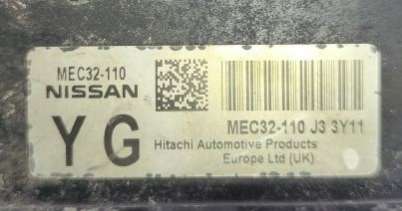 MEC32-110
NISSAN
YG
MEC32-110 J3 3Y11
Hitachi Automotive Products
Europe Ltd (UK)